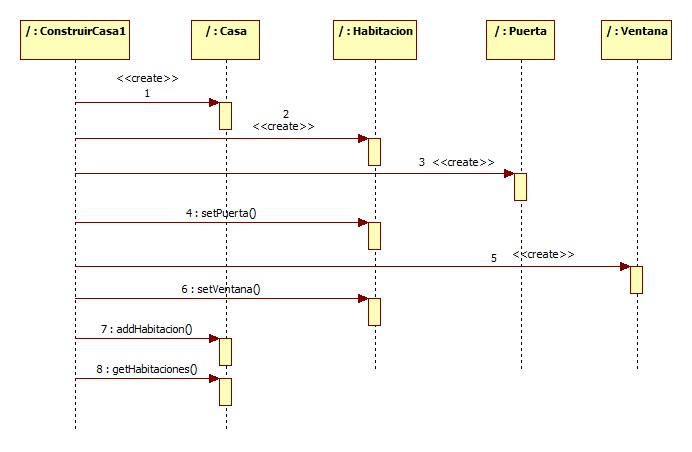 / : ConstruirCasa1
/ : Casa
/ : Habitacion
/ : Puerta
/ : Ventana
<<create>>
1
2
<<create>>
3 <<create>>
4 : setPuerta()
5 <<create>>
6 : setVentana()
7 : addHabitacion()
8 : getHabitaciones()